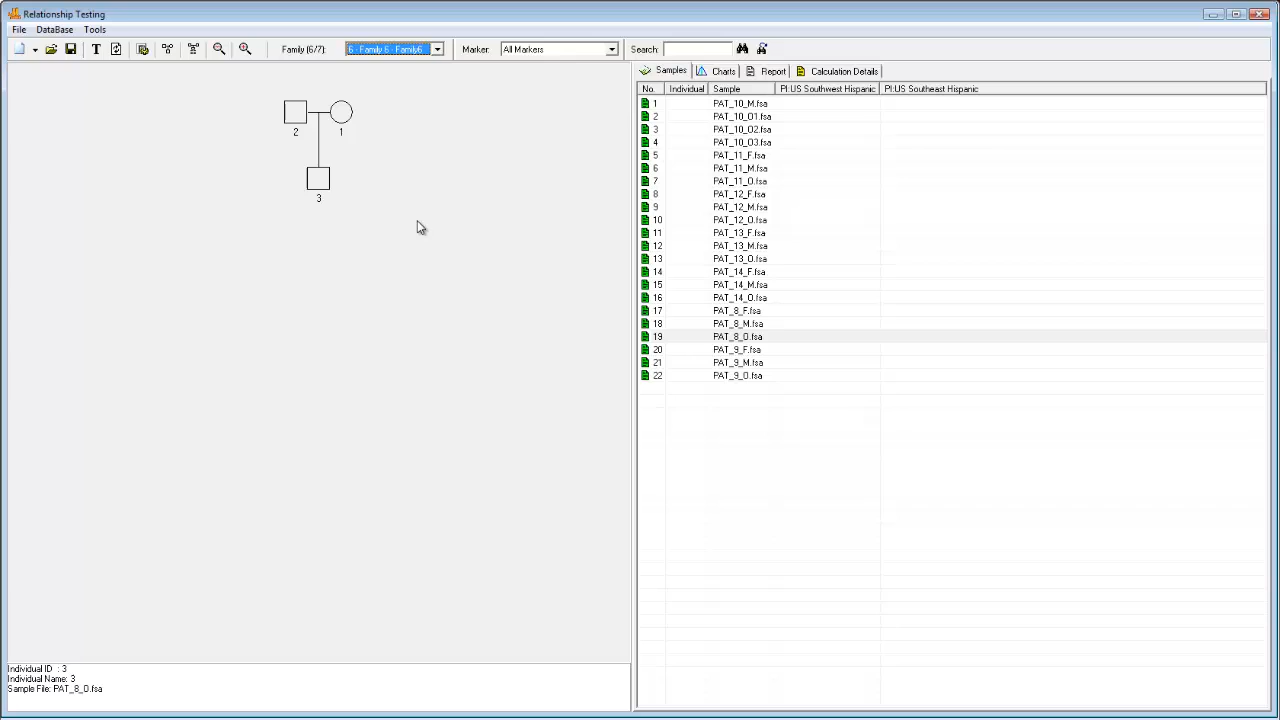 Relationship Testing
File DataBase Tools
T Family (6/7): 6 - Family 6 - Family6 Marker: All Markers Search:
Samples Charts Report Calculation Details
No. Individual Sample PI:US Southwest Hispanic PI:US Southeast Hispanic
1 PAT_10_M.fsa
2 PAT_10_O1.fsa
3 PAT_10_O2.fsa
4 PAT_10_O3.fsa
5 PAT_11_F.fsa
6 PAT_11_M.fsa
7 PAT_11_O.fsa
8 PAT_12_F.fsa
9 PAT_12_M.fsa
10 PAT_12_O.fsa
11 PAT_13_F.fsa
12 PAT_13_M.fsa
13 PAT_13_O.fsa
14 PAT_14_F.fsa
15 PAT_14_M.fsa
16 PAT_14_O.fsa
17 PAT_8_F.fsa
18 PAT_8_M.fsa
19 PAT_8_O.fsa
20 PAT_9_F.fsa
21 PAT_9_M.fsa
22 PAT_9_O.fsa
2 1
3
Individual ID : 3
Individual Name: 3
Sample File: PAT_8_O.fsa